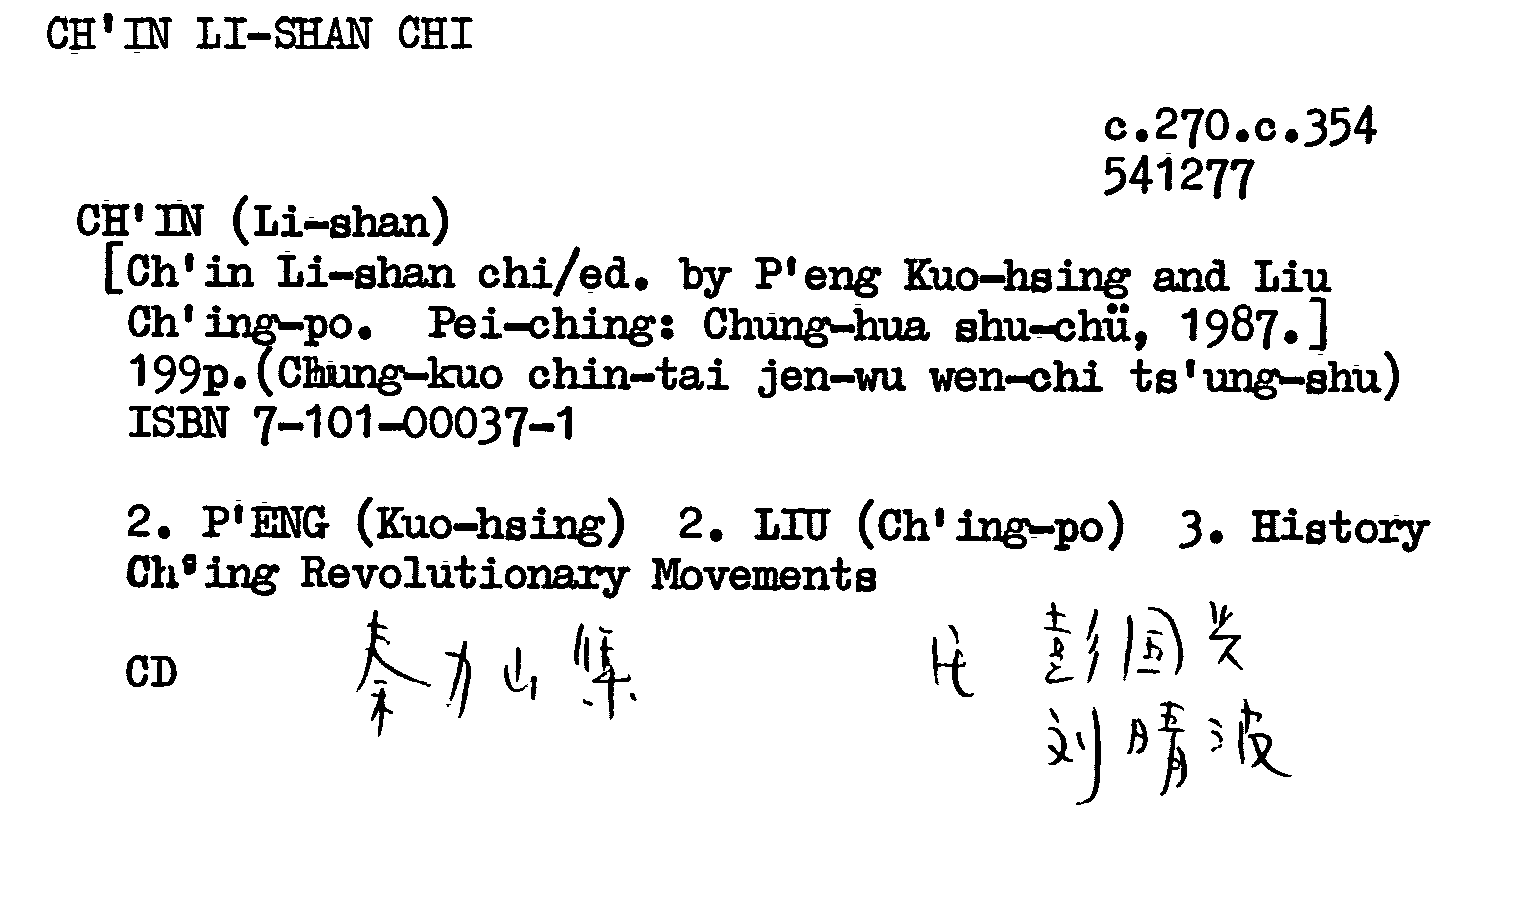 CH'IN LI-SHAN CHI
c.270.c.354
541277
CH'IN (Li-shan)
[Ch'in Li-shan chi/ed. by P'eng Kuo-hsing and Liu
Ch'ing-po. Pei-ching: Chung-hua shu-chü, 1987.]
199p.(Chung-kuo chin-tai jen-wu wen-chi ts'ung-shu)
ISBN 7-101-00037-1
2. P'ENG (Kuo-hsing) 2. LIU (Ch'ing-po) 3. History
Ch'ing Revolutionary Movements
CD 秦力山集 彭国兴
刘晴波